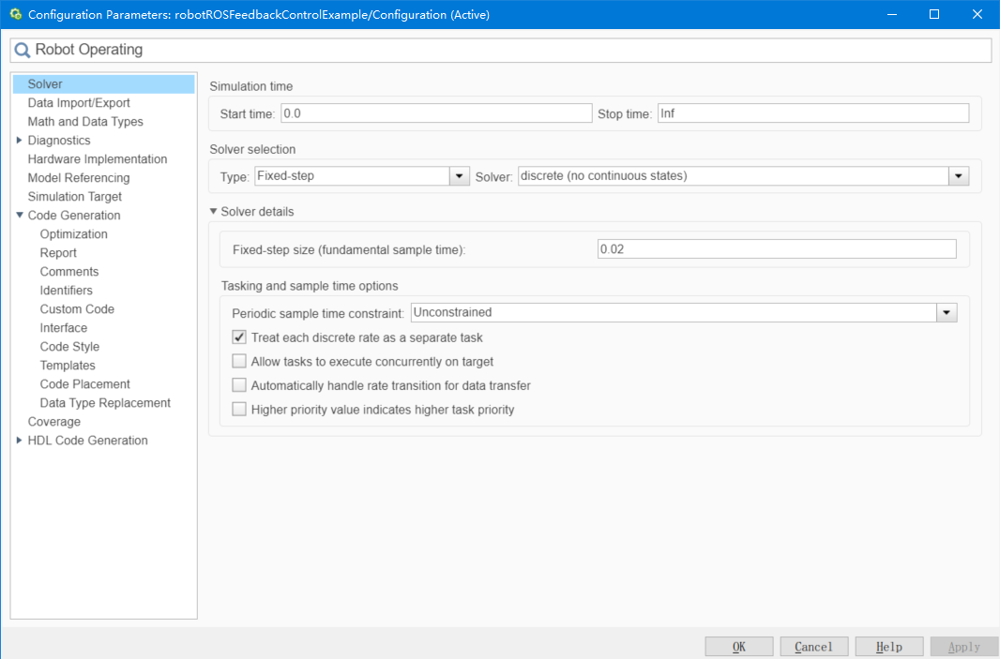 Configuration Parameters: robotROSFeedbackControlExample/Configuration (Active)
Robot Operating
Solver
Data Import/Export
Math and Data Types
Diagnostics
Hardware Implementation
Model Referencing
Simulation Target
Code Generation
Optimization
Report
Comments
Identifiers
Custom Code
Interface
Code Style
Templates
Code Placement
Data Type Replacement
Coverage
HDL Code Generation
Simulation time
Start time: 0.0 Stop time: Inf
Solver selection
Type: Fixed-step Solver: discrete (no continuous states)
Solver details
Fixed-step size (fundamental sample time): 0.02
Tasking and sample time options
Periodic sample time constraint: Unconstrained
Treat each discrete rate as a separate task
Allow tasks to execute concurrently on target
Automatically handle rate transition for data transfer
Higher priority value indicates higher task priority
OK Cancel Help Apply